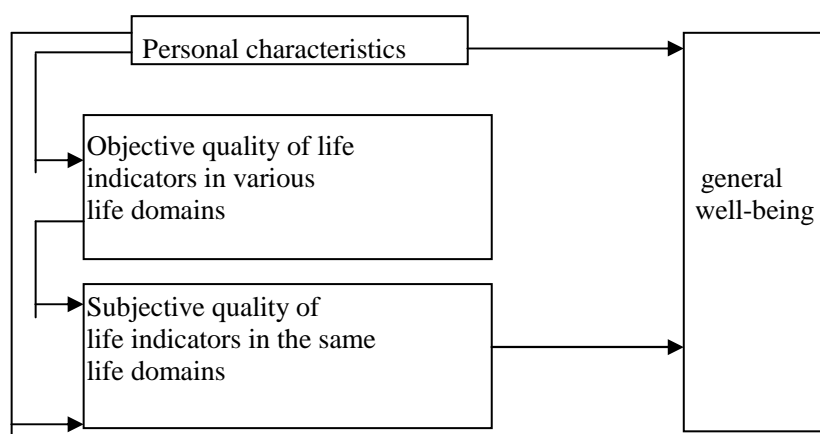 Personal characteristics
Objective quality of life
indicators in various
life domains
general
well-being
Subjective quality of
life indicators in the same
life domains